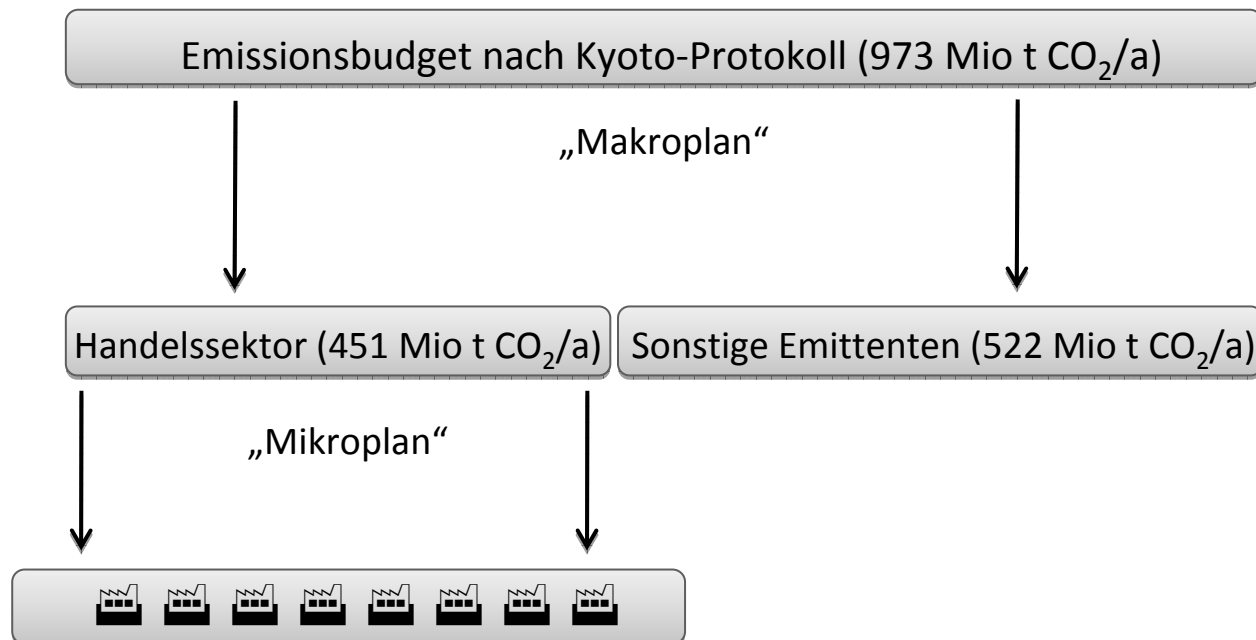 Emissionsbudget nach Kyoto-Protokoll (973 Mio t CO₂/a)
„Makroplan“
Handelssektor (451 Mio t CO₂/a)
Sonstige Emittenten (522 Mio t CO₂/a)
„Mikroplan“